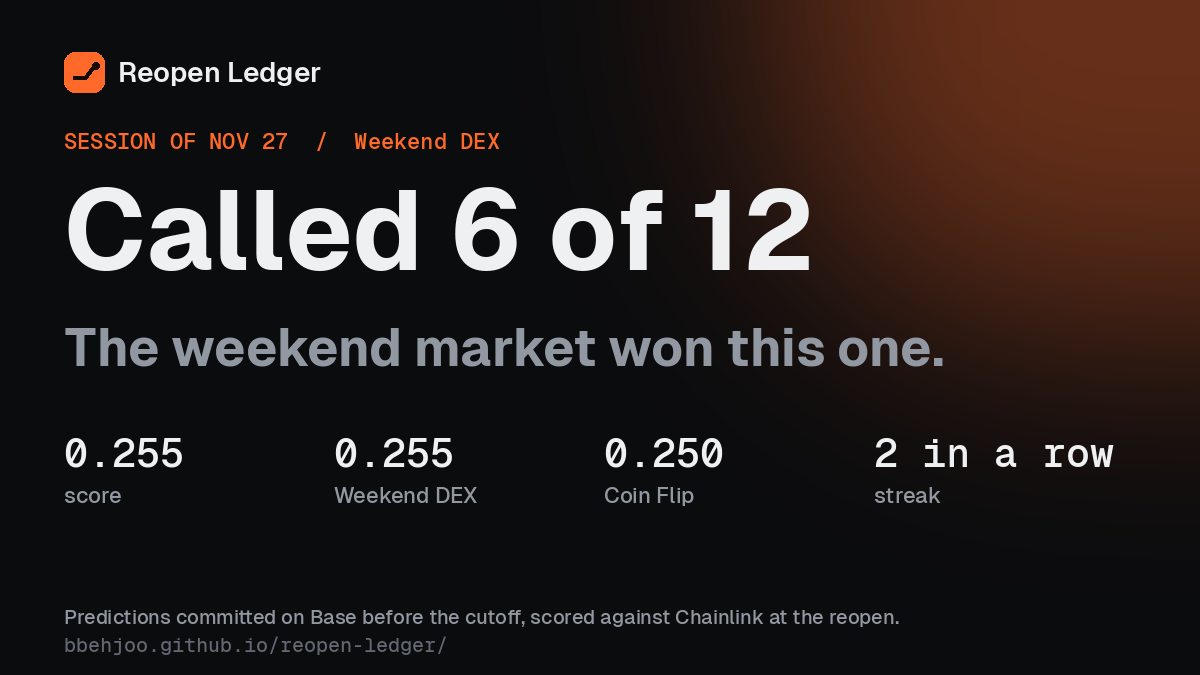 Reopen Ledger
SESSION OF NOV 27 / Weekend DEX
Called 6 of 12
The weekend market won this one.
0.255 0.255 0.250 2 in a row
score Weekend DEX Coin Flip streak
Predictions committed on Base before the cutoff, scored against Chainlink at the reopen.
bbehjoo.github.io/reopen-ledger/